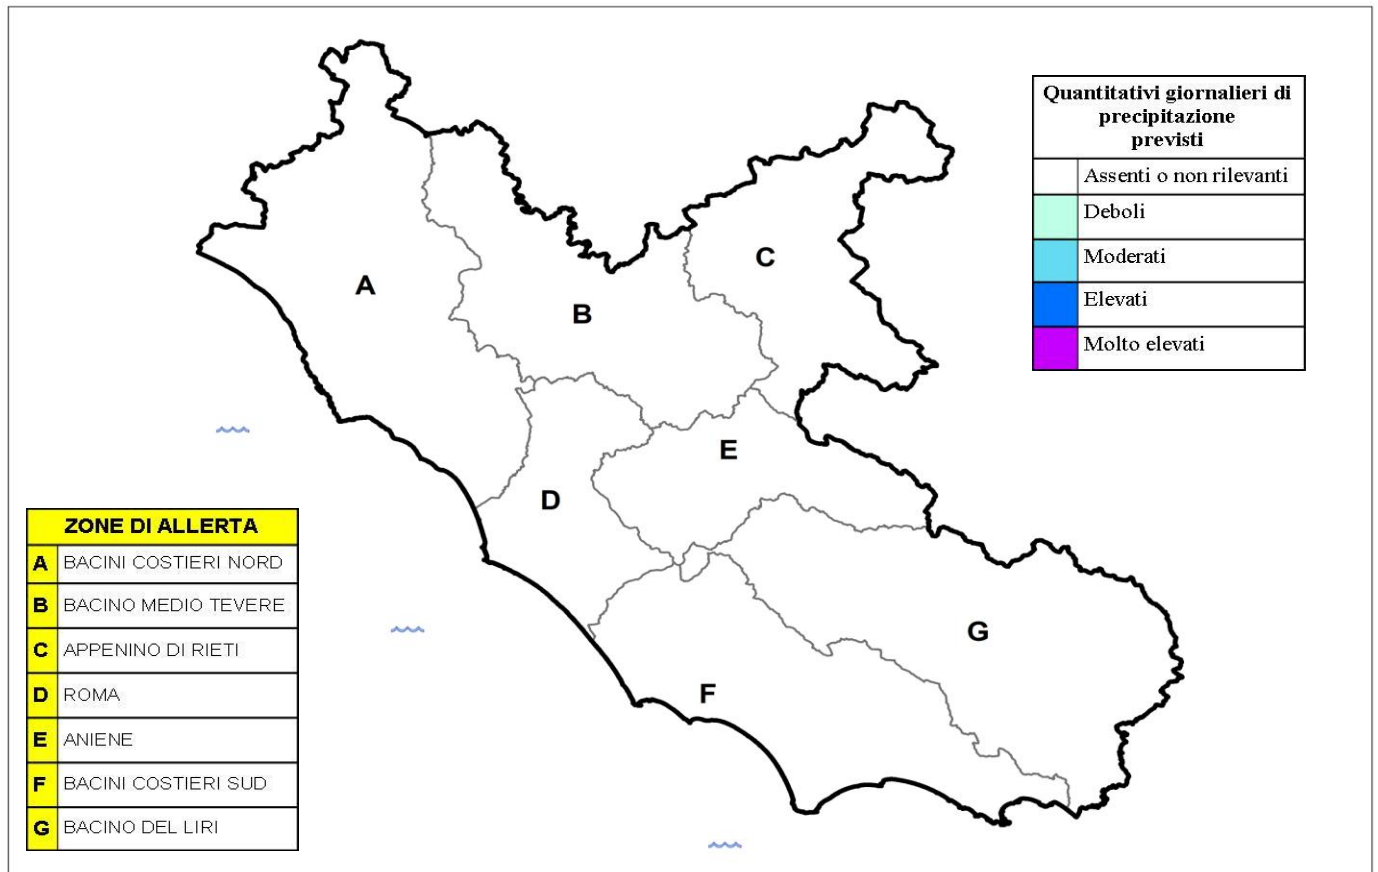 Quantitativi giornalieri di
precipitazione
previsti
Assenti o non rilevanti
Deboli
Moderati
Elevati
Molto elevati
A
B
C
D
E
F
G
ZONE DI ALLERTA
A BACINI COSTIERI NORD
B BACINO MEDIO TEVERE
C APPENINO DI RIETI
D ROMA
E ANIENE
F BACINI COSTIERI SUD
G BACINO DEL LIRI